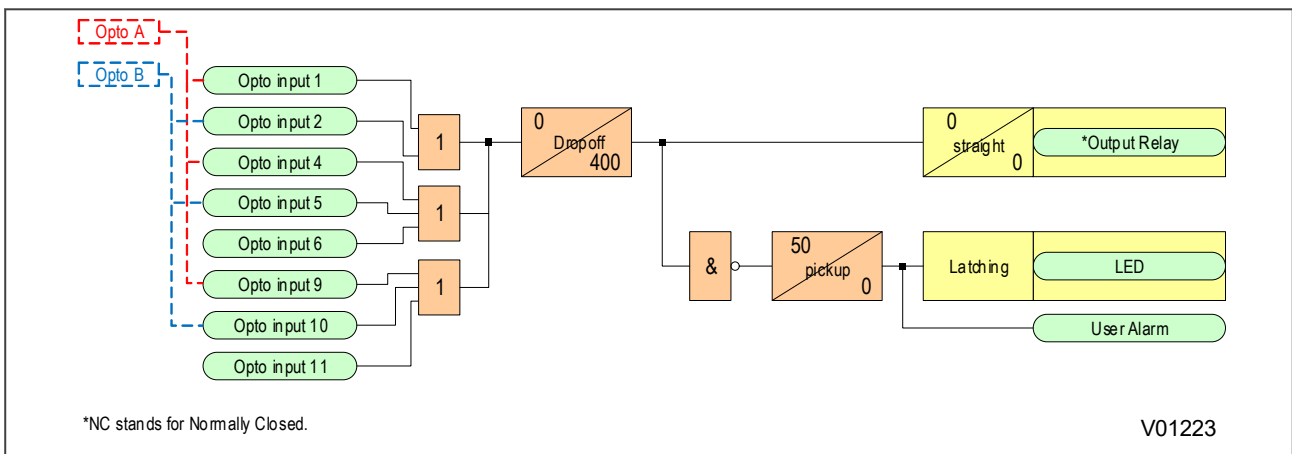 Opto A
Opto B
Opto input 1
Opto input 2
Opto input 4
Opto input 5
Opto input 6
Opto input 9
Opto input 10
Opto input 11
1
1
1
0
Dropoff
400
0
straight
0
*Output Relay
&
50
pickup
0
Latching
LED
User Alarm
*NC stands for Normally Closed.
V01223